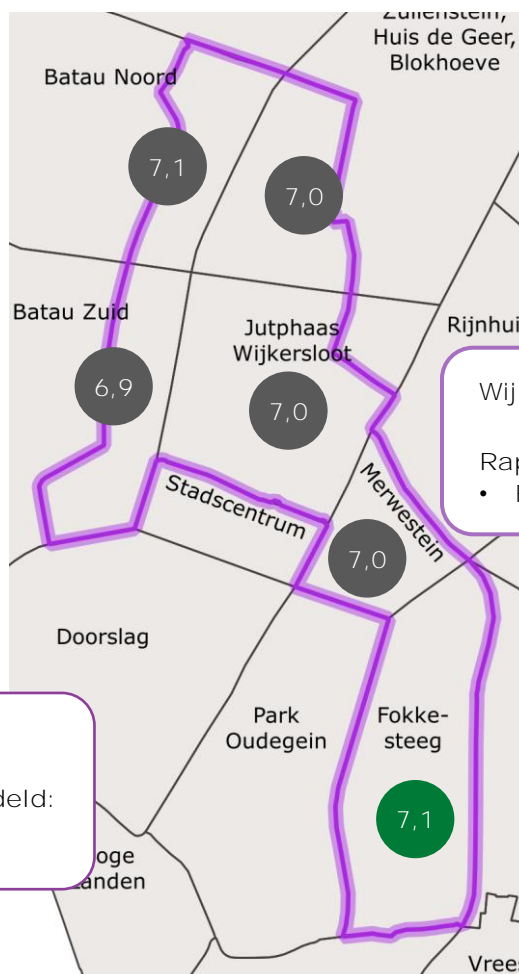 Zuilenstein,
Huis de Geer,
Blokhoeve
Batau Noord
7,1
7,0
Batau Zuid
Jutphaas
Wijkersloot
Rijnhui
6,9
7,0
Wij
Rap
Stadscentrum
Merwestein
7,0
Doorslag
Park
Oudegein
Fokke-
steeg
deld:
7,1
oge
anden
Vree